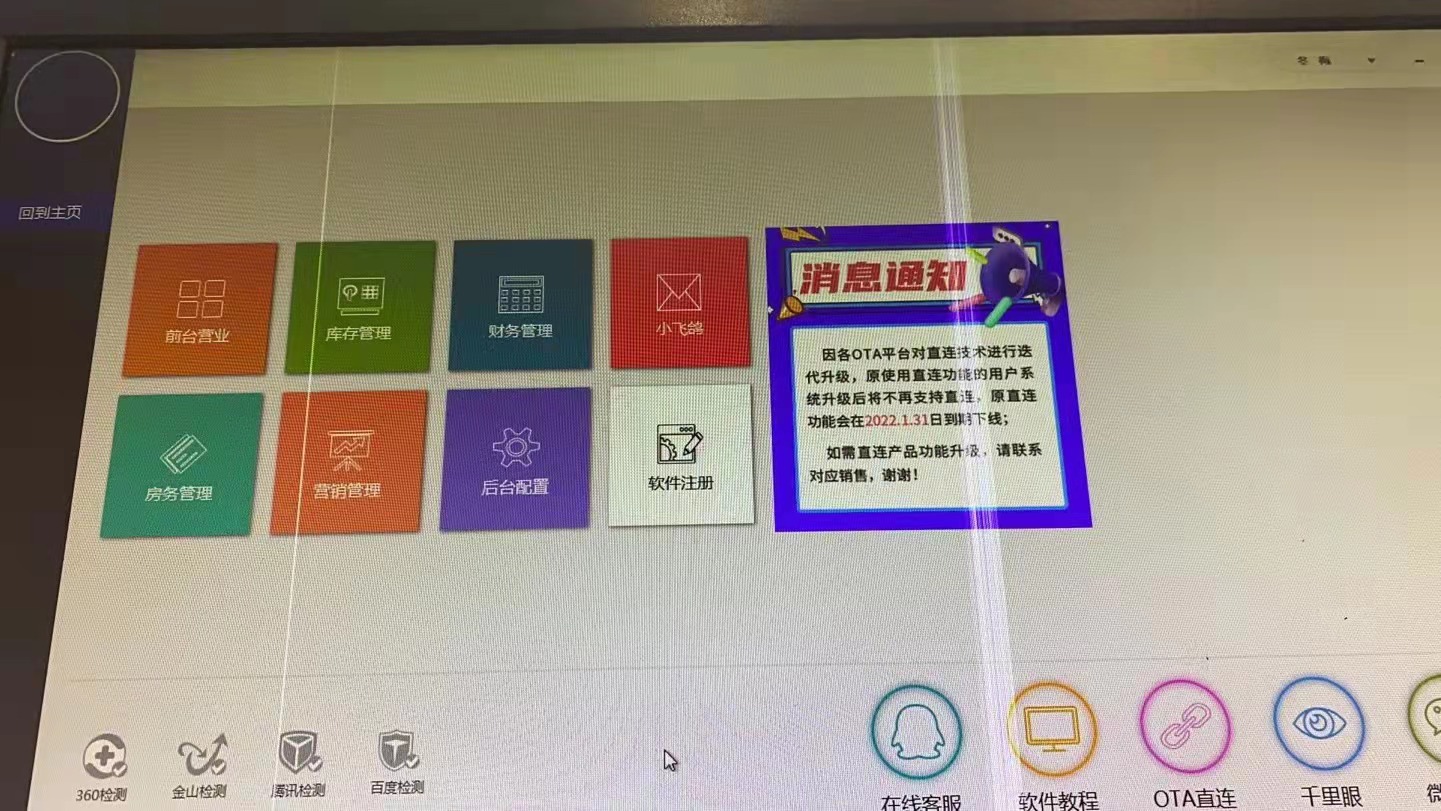 冬梅
回到主页
前台营业
库存管理
财务管理
小飞鸽
消息通知
因各OTA平台对直连技术进行迭
代升级，原使用直连功能的用户系
统升级后将不再支持直连，原直连
功能会在2022.1.31日到期下线；
如需直连产品功能升级，请联系
对应销售，谢谢！
房务管理
营销管理
后台配置
软件注册
360检测
金山检测
腾讯检测
百度检测
在线客服
软件教程
OTA直连
千里眼
微